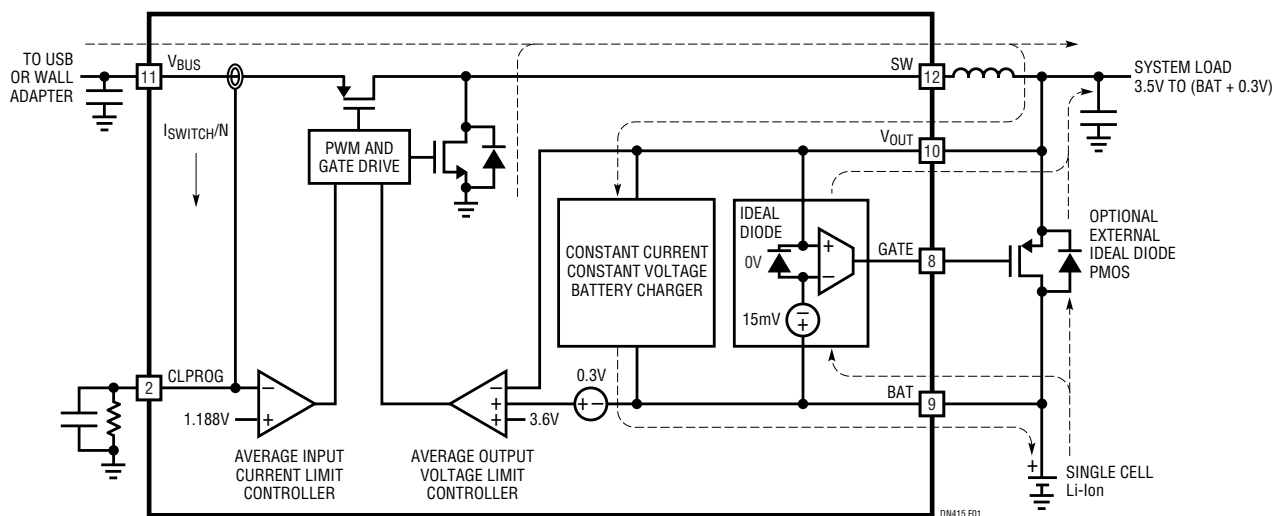 TO USB
OR WALL
ADAPTER
11
VBUS
ISWITCH/N
PWM AND
GATE DRIVE
SW
12
SYSTEM LOAD
3.5V TO (BAT + 0.3V)
VOUT
10
CONSTANT CURRENT
CONSTANT VOLTAGE
BATTERY CHARGER
IDEAL
DIODE
0V
+
–
15mV
–
+
GATE
8
OPTIONAL
EXTERNAL
IDEAL DIODE
PMOS
2
CLPROG
–
1.188V
+
AVERAGE INPUT
CURRENT LIMIT
CONTROLLER
–
+
+
3.6V
AVERAGE OUTPUT
VOLTAGE LIMIT
CONTROLLER
0.3V
+ –
BAT
9
+
SINGLE CELL
Li-Ion
DN415 F01